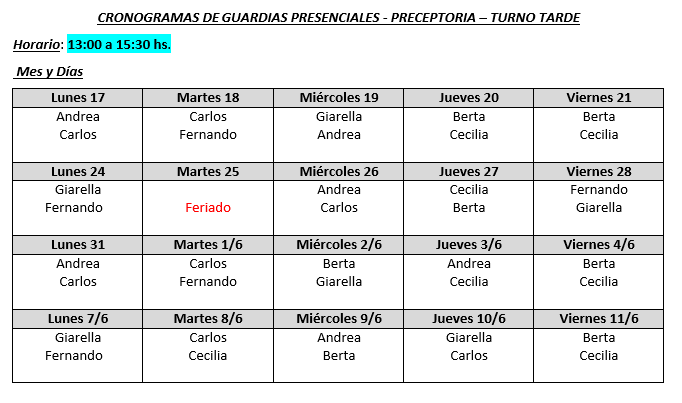 CRONOGRAMAS DE GUARDIAS PRESENCIALES - PRECEPTORIA – TURNO TARDE
Horario: 13:00 a 15:30 hs.
Mes y Días
Lunes 17 Martes 18 Miércoles 19 Jueves 20 Viernes 21
Andrea Carlos Giarella Berta Berta
Carlos Fernando Andrea Cecilia Cecilia
Lunes 24 Martes 25 Miércoles 26 Jueves 27 Viernes 28
Giarella Andrea Cecilia Fernando
Fernando Feriado Carlos Berta Giarella
Lunes 31 Martes 1/6 Miércoles 2/6 Jueves 3/6 Viernes 4/6
Andrea Carlos Berta Andrea Berta
Carlos Fernando Giarella Cecilia Cecilia
Lunes 7/6 Martes 8/6 Miércoles 9/6 Jueves 10/6 Viernes 11/6
Giarella Carlos Andrea Giarella Berta
Fernando Cecilia Berta Carlos Cecilia